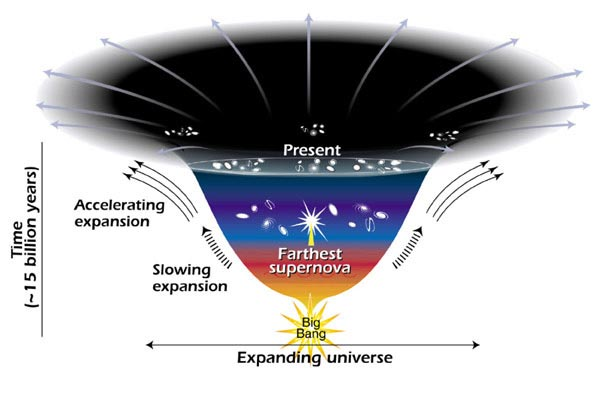 Present
Accelerating
expansion
Time
(~15 billion years)
Slowing
expansion
Farthest
supernova
Big
Bang
Expanding universe